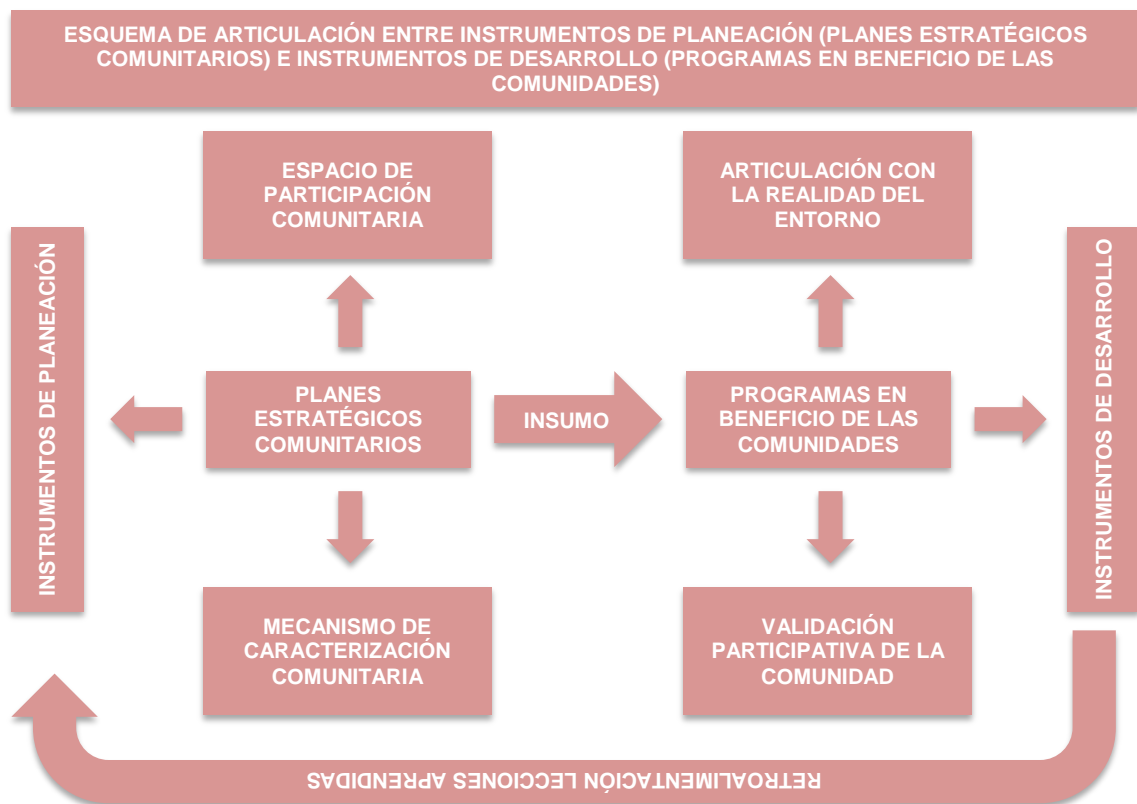 ESQUEMA DE ARTICULACIÓN ENTRE INSTRUMENTOS DE PLANEACIÓN (PLANES ESTRATÉGICOS
COMUNITARIOS) E INSTRUMENTOS DE DESARROLLO (PROGRAMAS EN BENEFICIO DE LAS
COMUNIDADES)
ESPACIO DE
PARTICIPACIÓN
COMUNITARIA
ARTICULACIÓN CON
LA REALIDAD DEL
ENTORNO
INSTRUMENTOS DE PLANEACIÓN
PLANES
ESTRATÉGICOS
COMUNITARIOS
INSUMO
PROGRAMAS EN
BENEFICIO DE LAS
COMUNIDADES
INSTRUMENTOS DE DESARROLLO
MECANISMO DE
CARACTERIZACIÓN
COMUNITARIA
VALIDACIÓN
PARTICIPATIVA DE LA
COMUNIDAD
RETROALIMENTACIÓN LECCIONES APRENDIDAS